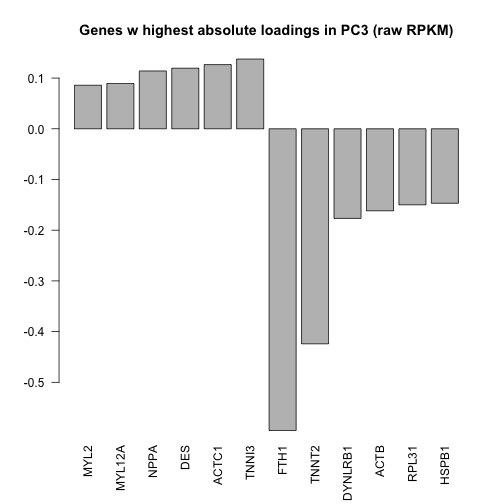 Genes w highest absolute loadings in PC3 (raw RPKM)
0.1
0.0
-0.1
-0.2
-0.3
-0.4
-0.5
MYL2
MYL12A
NPPA
DES
ACTC1
TNNI3
FTH1
TNNT2
DYNLRB1
ACTB
RPL31
HSPB1